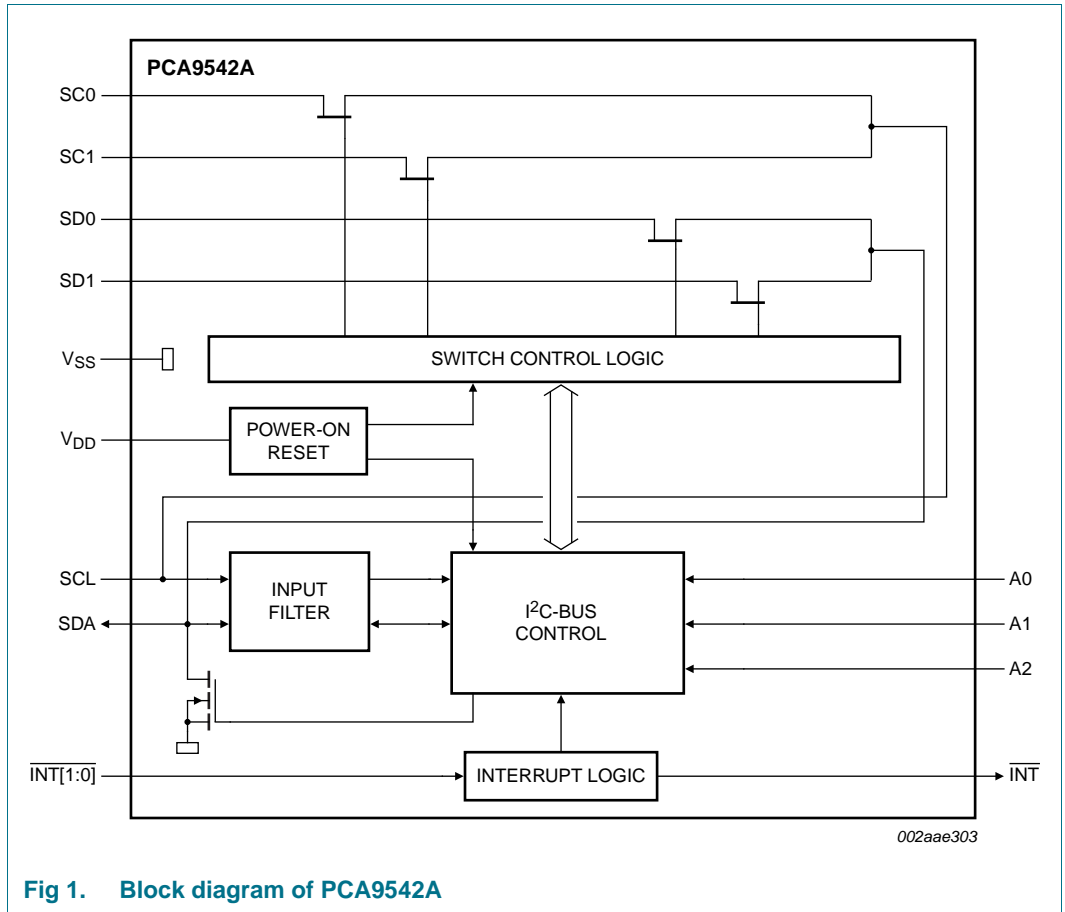 PCA9542A
SC0
SC1
SD0
SD1
VSS
SWITCH CONTROL LOGIC
VDD
POWER-ON
RESET
SCL
SDA
INPUT
FILTER
I2C-BUS
CONTROL
A0
A1
A2
INT[1:0]
INTERRUPT LOGIC
INT
002aae303
Fig 1. Block diagram of PCA9542A